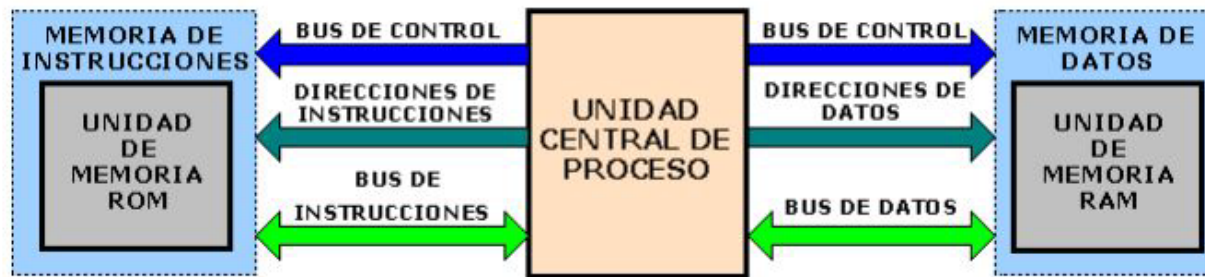 MEMORIA DE
INSTRUCCIONES
UNIDAD
DE
MEMORIA
ROM
BUS DE CONTROL
DIRECCIONES DE
INSTRUCCIONES
BUS DE
INSTRUCCIONES
UNIDAD
CENTRAL DE
PROCESO
BUS DE CONTROL
DIRECCIONES DE
DATOS
BUS DE DATOS
MEMORIA DE
DATOS
UNIDAD
DE
MEMORIA
RAM